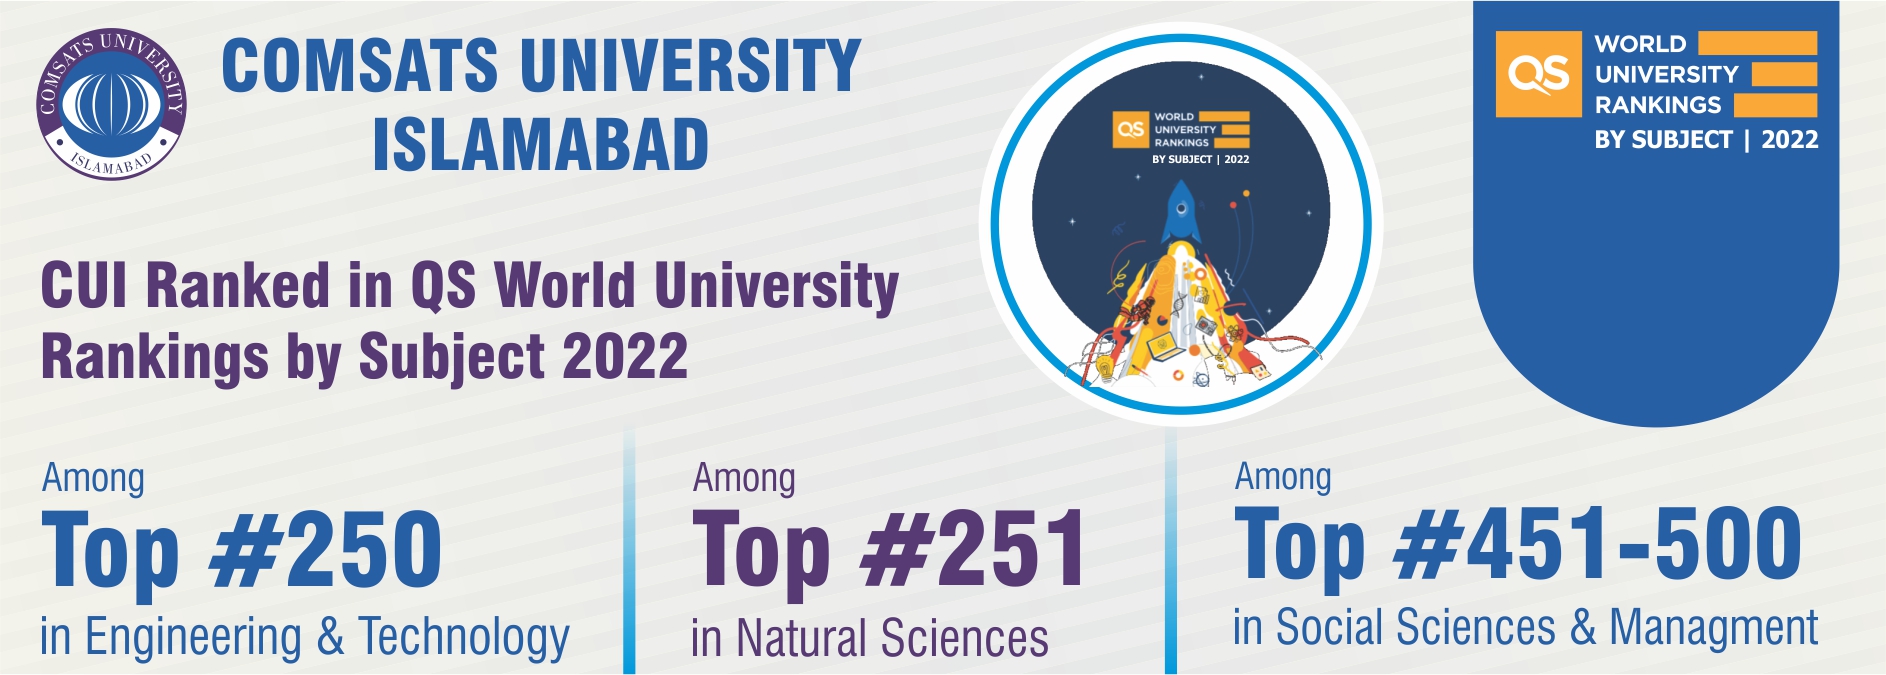 COMSATS UNIVERSITY
ISLAMABAD
COMSATS UNIVERSITY
ISLAMABAD
CUI Ranked in QS World University
Rankings by Subject 2022
QS
WORLD
UNIVERSITY
RANKINGS
BY SUBJECT | 2022
QS
WORLD
UNIVERSITY
RANKINGS
BY SUBJECT | 2022
Among
Top #250
in Engineering & Technology
Among
Top #251
in Natural Sciences
Among
Top #451-500
in Social Sciences & Managment